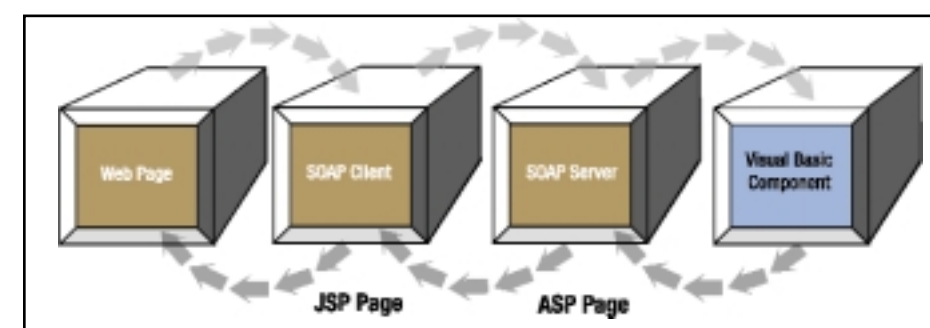 Web Page
SOAP Client
SOAP Server
Visual Basic
Component
JSP Page
ASP Page